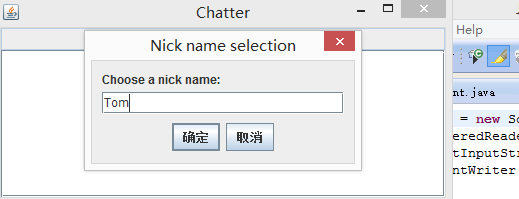 Chatter
Nick name selection
Choose a nick name:
Tom
确定
取消
Help
nt.java
= new So
eredReade
tInputStr
ntWriter